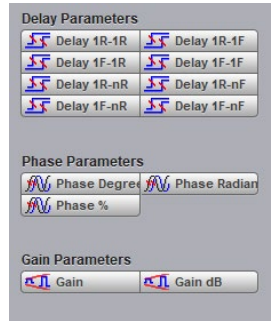 Delay Parameters
Delay 1R-1R Delay 1R-1F
Delay 1F-1R Delay 1F-1F
Delay 1R-nR Delay 1R-nF
Delay 1F-nR Delay 1F-nF
Phase Parameters
Phase Degree Phase Radian
Phase %
Gain Parameters
Gain Gain dB